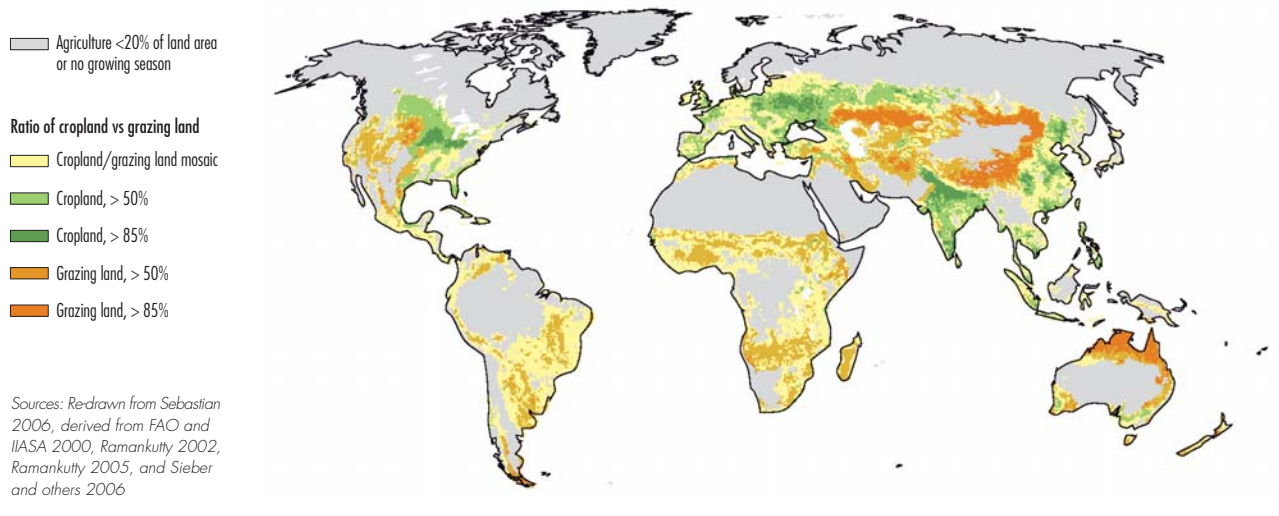 Agriculture <20% of land area
or no growing season
Ratio of cropland vs grazing land
Cropland/grazing land mosaic
Cropland, > 50%
Cropland, > 85%
Grazing land, > 50%
Grazing land, > 85%
Sources: Re-drawn from Sebastian
2006, derived from FAO and
IIASA 2000, Ramankutty 2002,
Ramankutty 2005, and Sieber
and others 2006